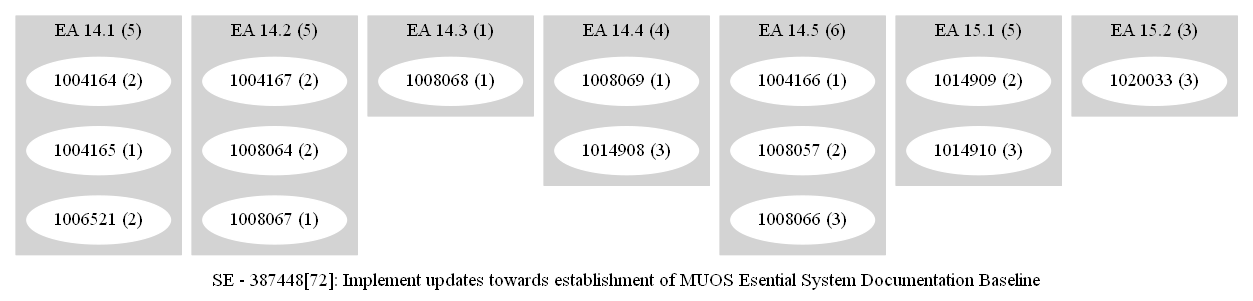 EA 14.1 (5)
1004164 (2)
1004165 (1)
1006521 (2)
EA 14.2 (5)
1004167 (2)
1008064 (2)
1008067 (1)
EA 14.3 (1)
1008068 (1)
EA 14.4 (4)
1008069 (1)
1014908 (3)
EA 14.5 (6)
1004166 (1)
1008057 (2)
1008066 (3)
EA 15.1 (5)
1014909 (2)
1014910 (3)
EA 15.2 (3)
1020033 (3)
SE - 387448[72]: Implement updates towards establishment of MUOS Esential System Documentation Baseline